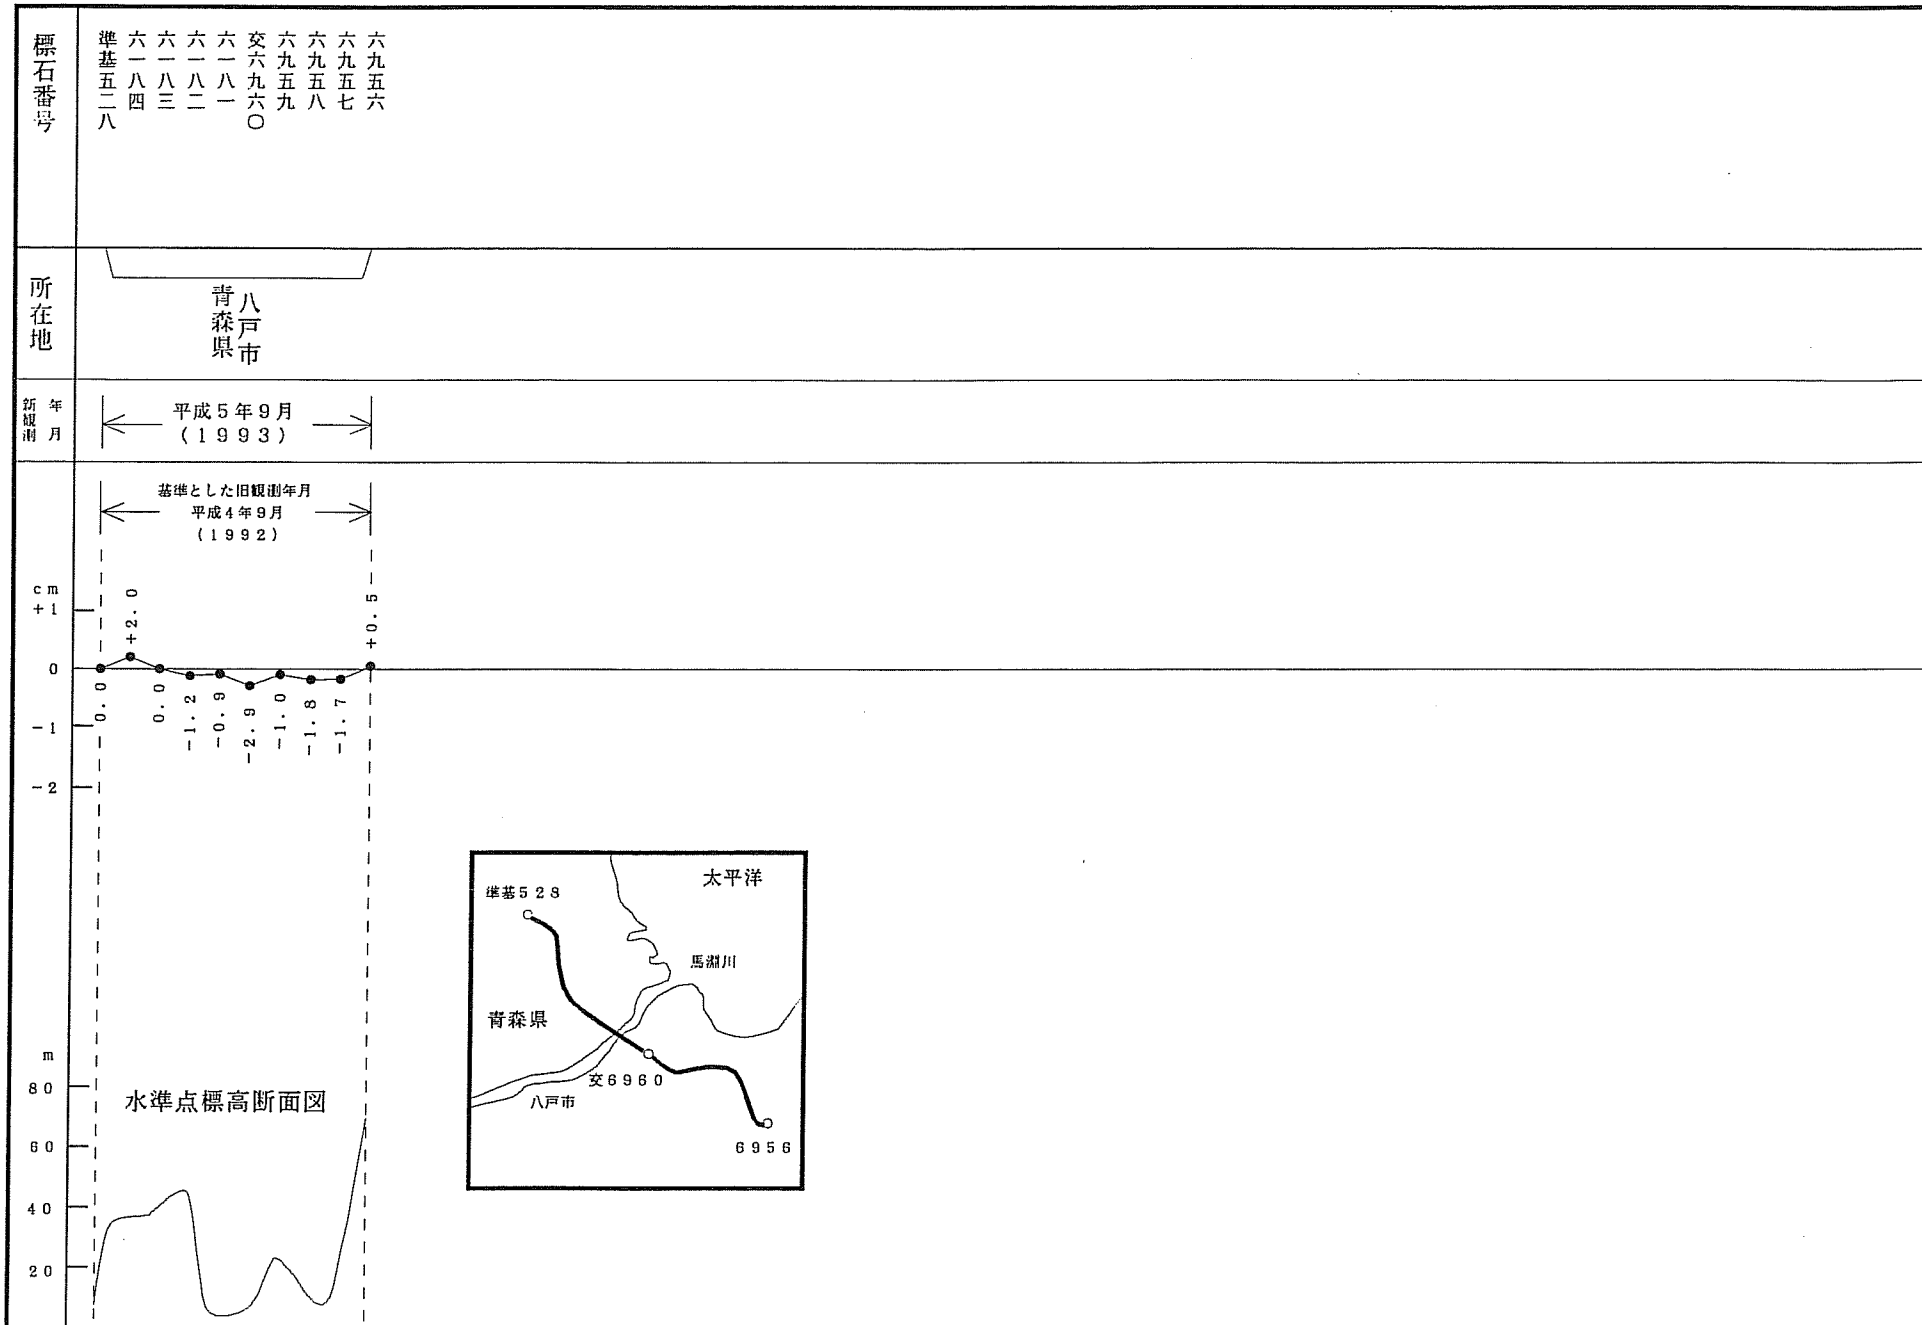 標石番号
準基五二八
六一八四
六一八三
六一八二
六一八一
交六九六〇
六九五九
六九五八
六九五七
六九五六
所在地
青森県
八戸市
新観測
年月
平成5年9月
(1993)
基準とした旧観測年月
平成4年9月
(1992)
cm
+1
0
-1
-2
0.0
+2.0
0.0
-1.2
-0.9
-2.9
-1.0
-1.8
-1.7
+0.5
m
80
60
40
20
水準点標高断面図
太平洋
準基528
馬淵川
青森県
交6960
八戸市
6956